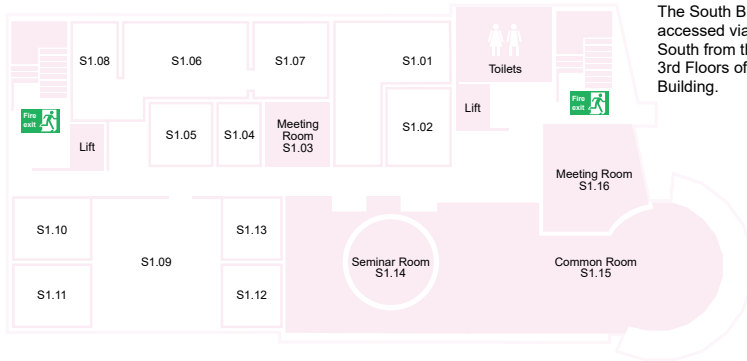 The South B
accessed via
South from th
3rd Floors of
Building.
S1.08
S1.06
S1.07
S1.01
Toilets
Fire
exit
Lift
S1.05
S1.04
Meeting
Room
S1.03
S1.02
Lift
Fire
exit
Meeting Room
S1.16
S1.10
S1.09
S1.13
S1.11
S1.12
Seminar Room
S1.14
Common Room
S1.15